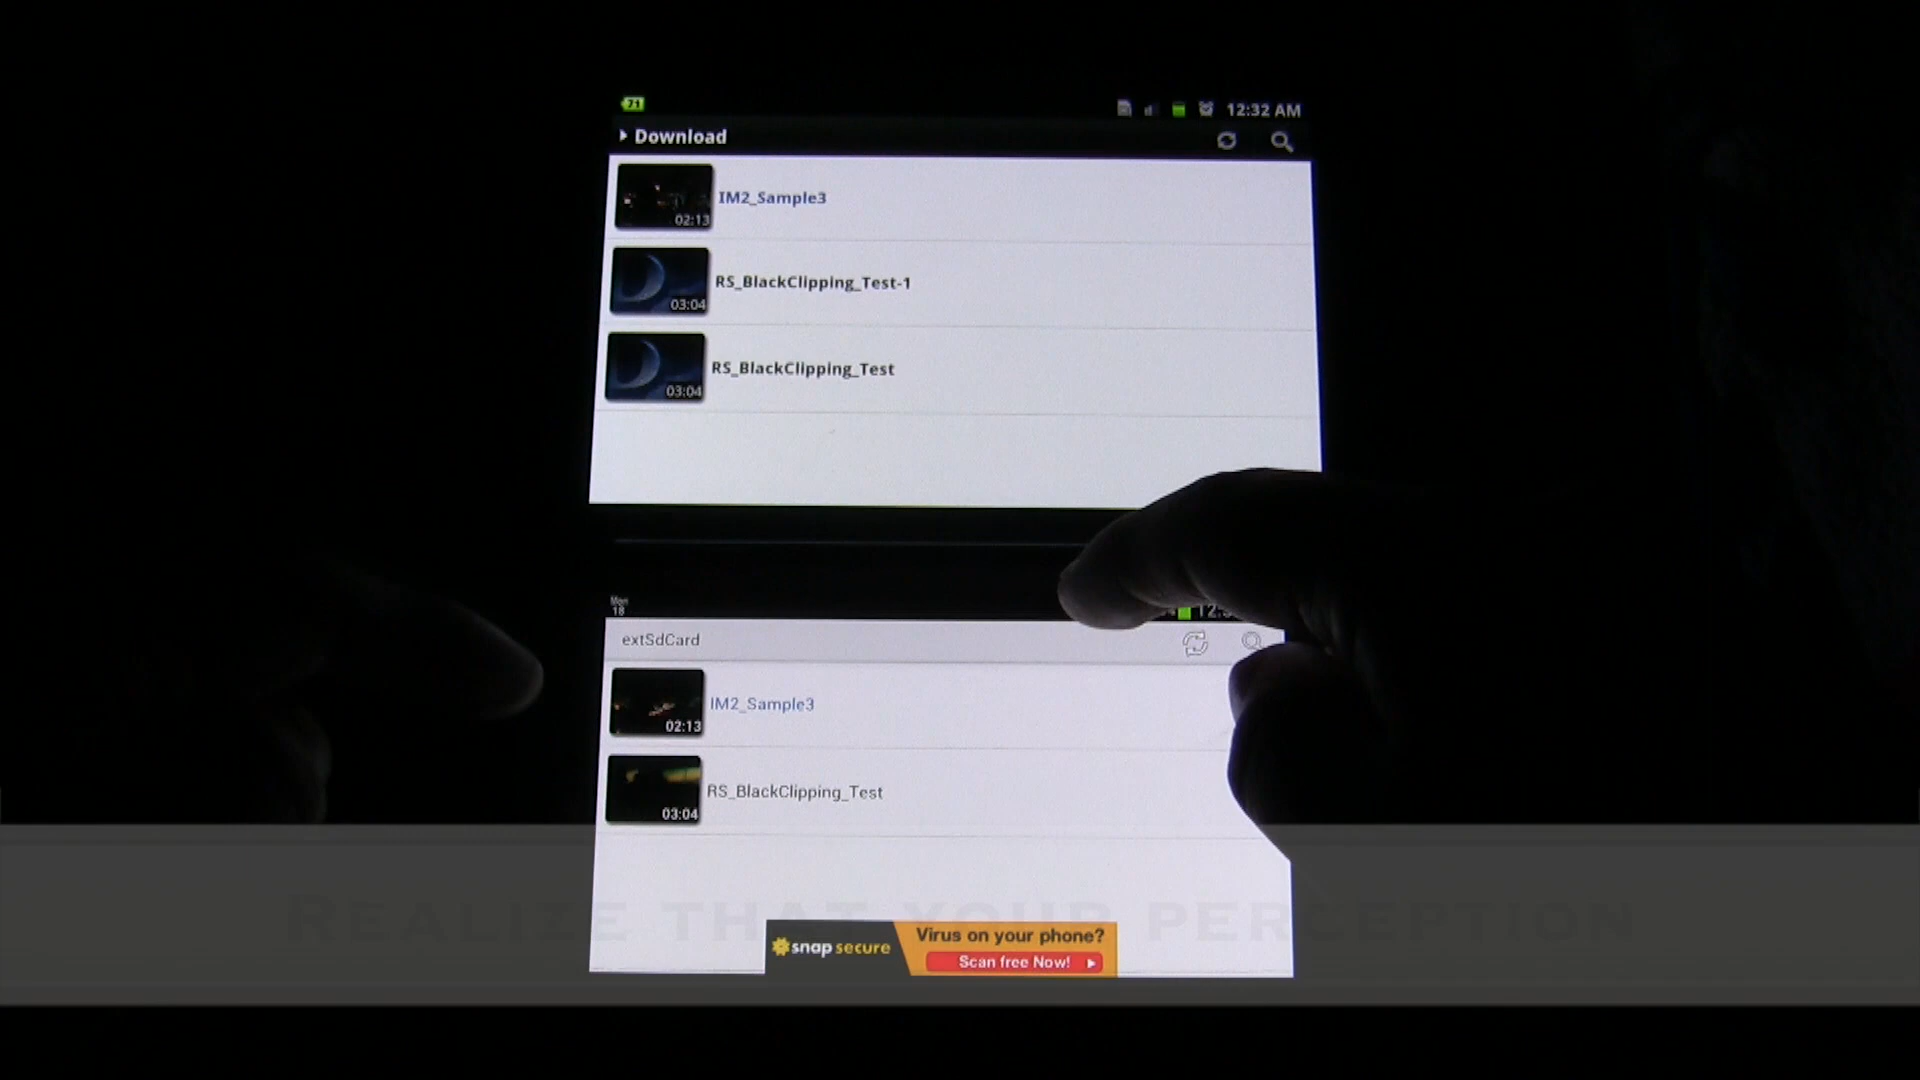 71
12:32 AM
Download
IM2_Sample3
02:13
RS_BlackClipping_Test-1
03:04
RS_BlackClipping_Test
03:04
Mon
18
extSdCard
IM2_Sample3
02:13
RS_BlackClipping_Test
03:04
REALIZE THAT YOUR PERCEPTION
snap secure
Virus on your phone?
Scan free Now!